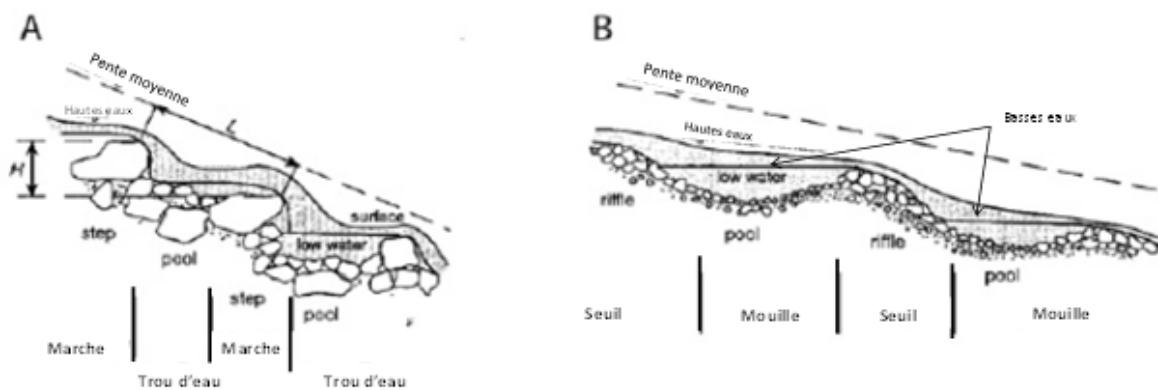 A
Pente moyenne
Hautes eaux
L
H
step
pool
surface
low water
step
pool
Marche
Marche
Trou d'eau
Trou d'eau
B
Pente moyenne
Basses eaux
Hautes eaux
low water
riffle
pool
riffle
pool
Seuil
Mouille
Seuil
Mouille